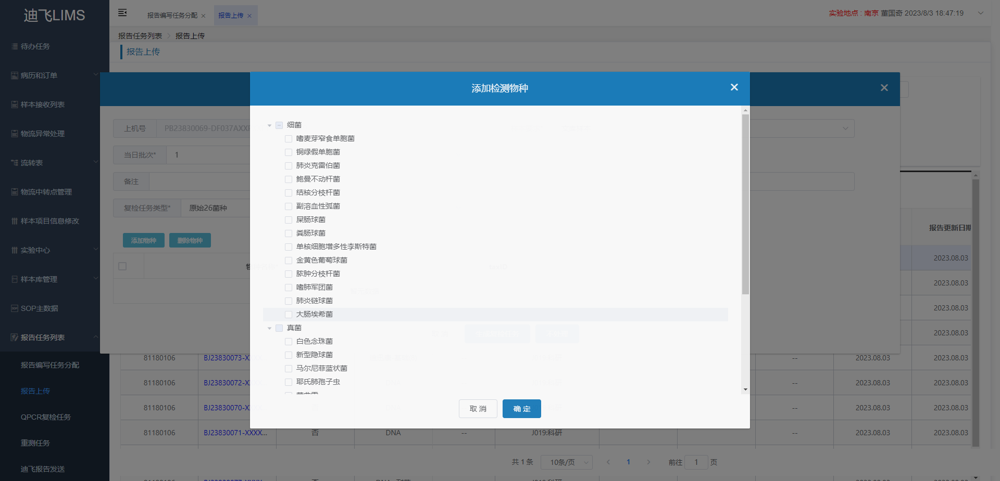 迪飞LIMS
待办任务
病历和订单
样本接收列表
物流异常处理
流转表
物流中转点管理
样本项目信息修改
实验中心
样本库管理
SOP主数据
报告任务列表
报告编写任务分配
报告上传
QPCR复检任务
重测任务
迪飞报告发送
报告编写任务分配 报告上传
实验地点 : 南京 董国奇 2023/8/3 18:47:19
报告任务列表 报告上传
报告上传
上机号 PB23830069-DF037AXX
当日批次* 1
备注
复检任务类型* 原始26菌种
添加物种 删除物种
添加检测物种
细菌
嗜麦芽窄食单胞菌
铜绿假单胞菌
肺炎克雷伯菌
鲍曼不动杆菌
结核分枝杆菌
副溶血性弧菌
屎肠球菌
粪肠球菌
单核细胞增多性李斯特菌
金黄色葡萄球菌
脓肿分枝杆菌
嗜肺军团菌
肺炎链球菌
大肠埃希菌
真菌
白色念珠菌
新型隐球菌
马尔尼菲蓝状菌
耶氏肺孢子虫
取 消 确 定
报告更新日期
2023.08.03
2023.08.03
2023.08.03
2023.08.03
81180106 BJ23830073-X -- 2023.08.03 2023.08.03
81180106 BJ23830072-X -- 2023.08.03 2023.08.03
81180106 BJ23830070-X -- 2023.08.03 2023.08.03
81180106 BJ23830071-XXXX... 否 DNA -- J019:科研 -- 2023.08.03 2023.08.03
共 1 条 10条/页 1 前往 1 页